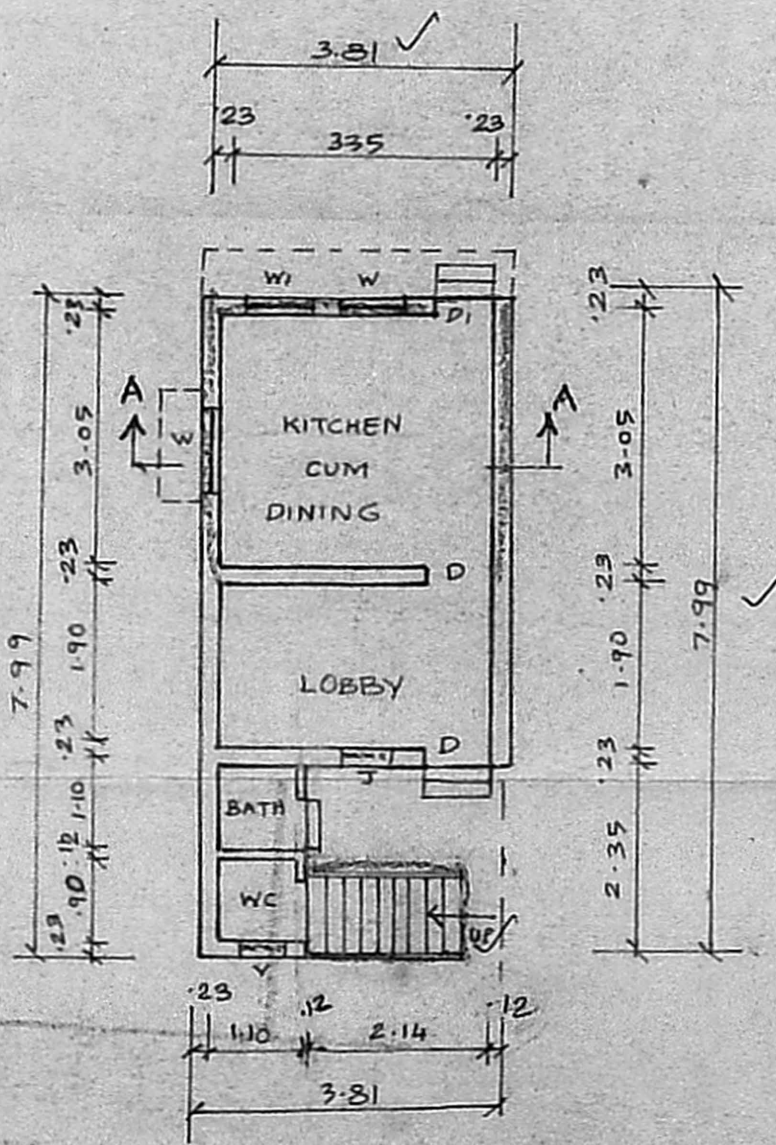 3.81
.23 335 .23
W1 W
D1
.23
3.05
.23
1.90
.23
1.10
.12
.90
.23
7.99
A
W
KITCHEN
CUM
DINING
A
D
LOBBY
D
J
BATH
WC
UP
V
.23
3.05
.23
1.90
.23
2.35
7.99
.23 1.10 .12 2.14 .12
3.81